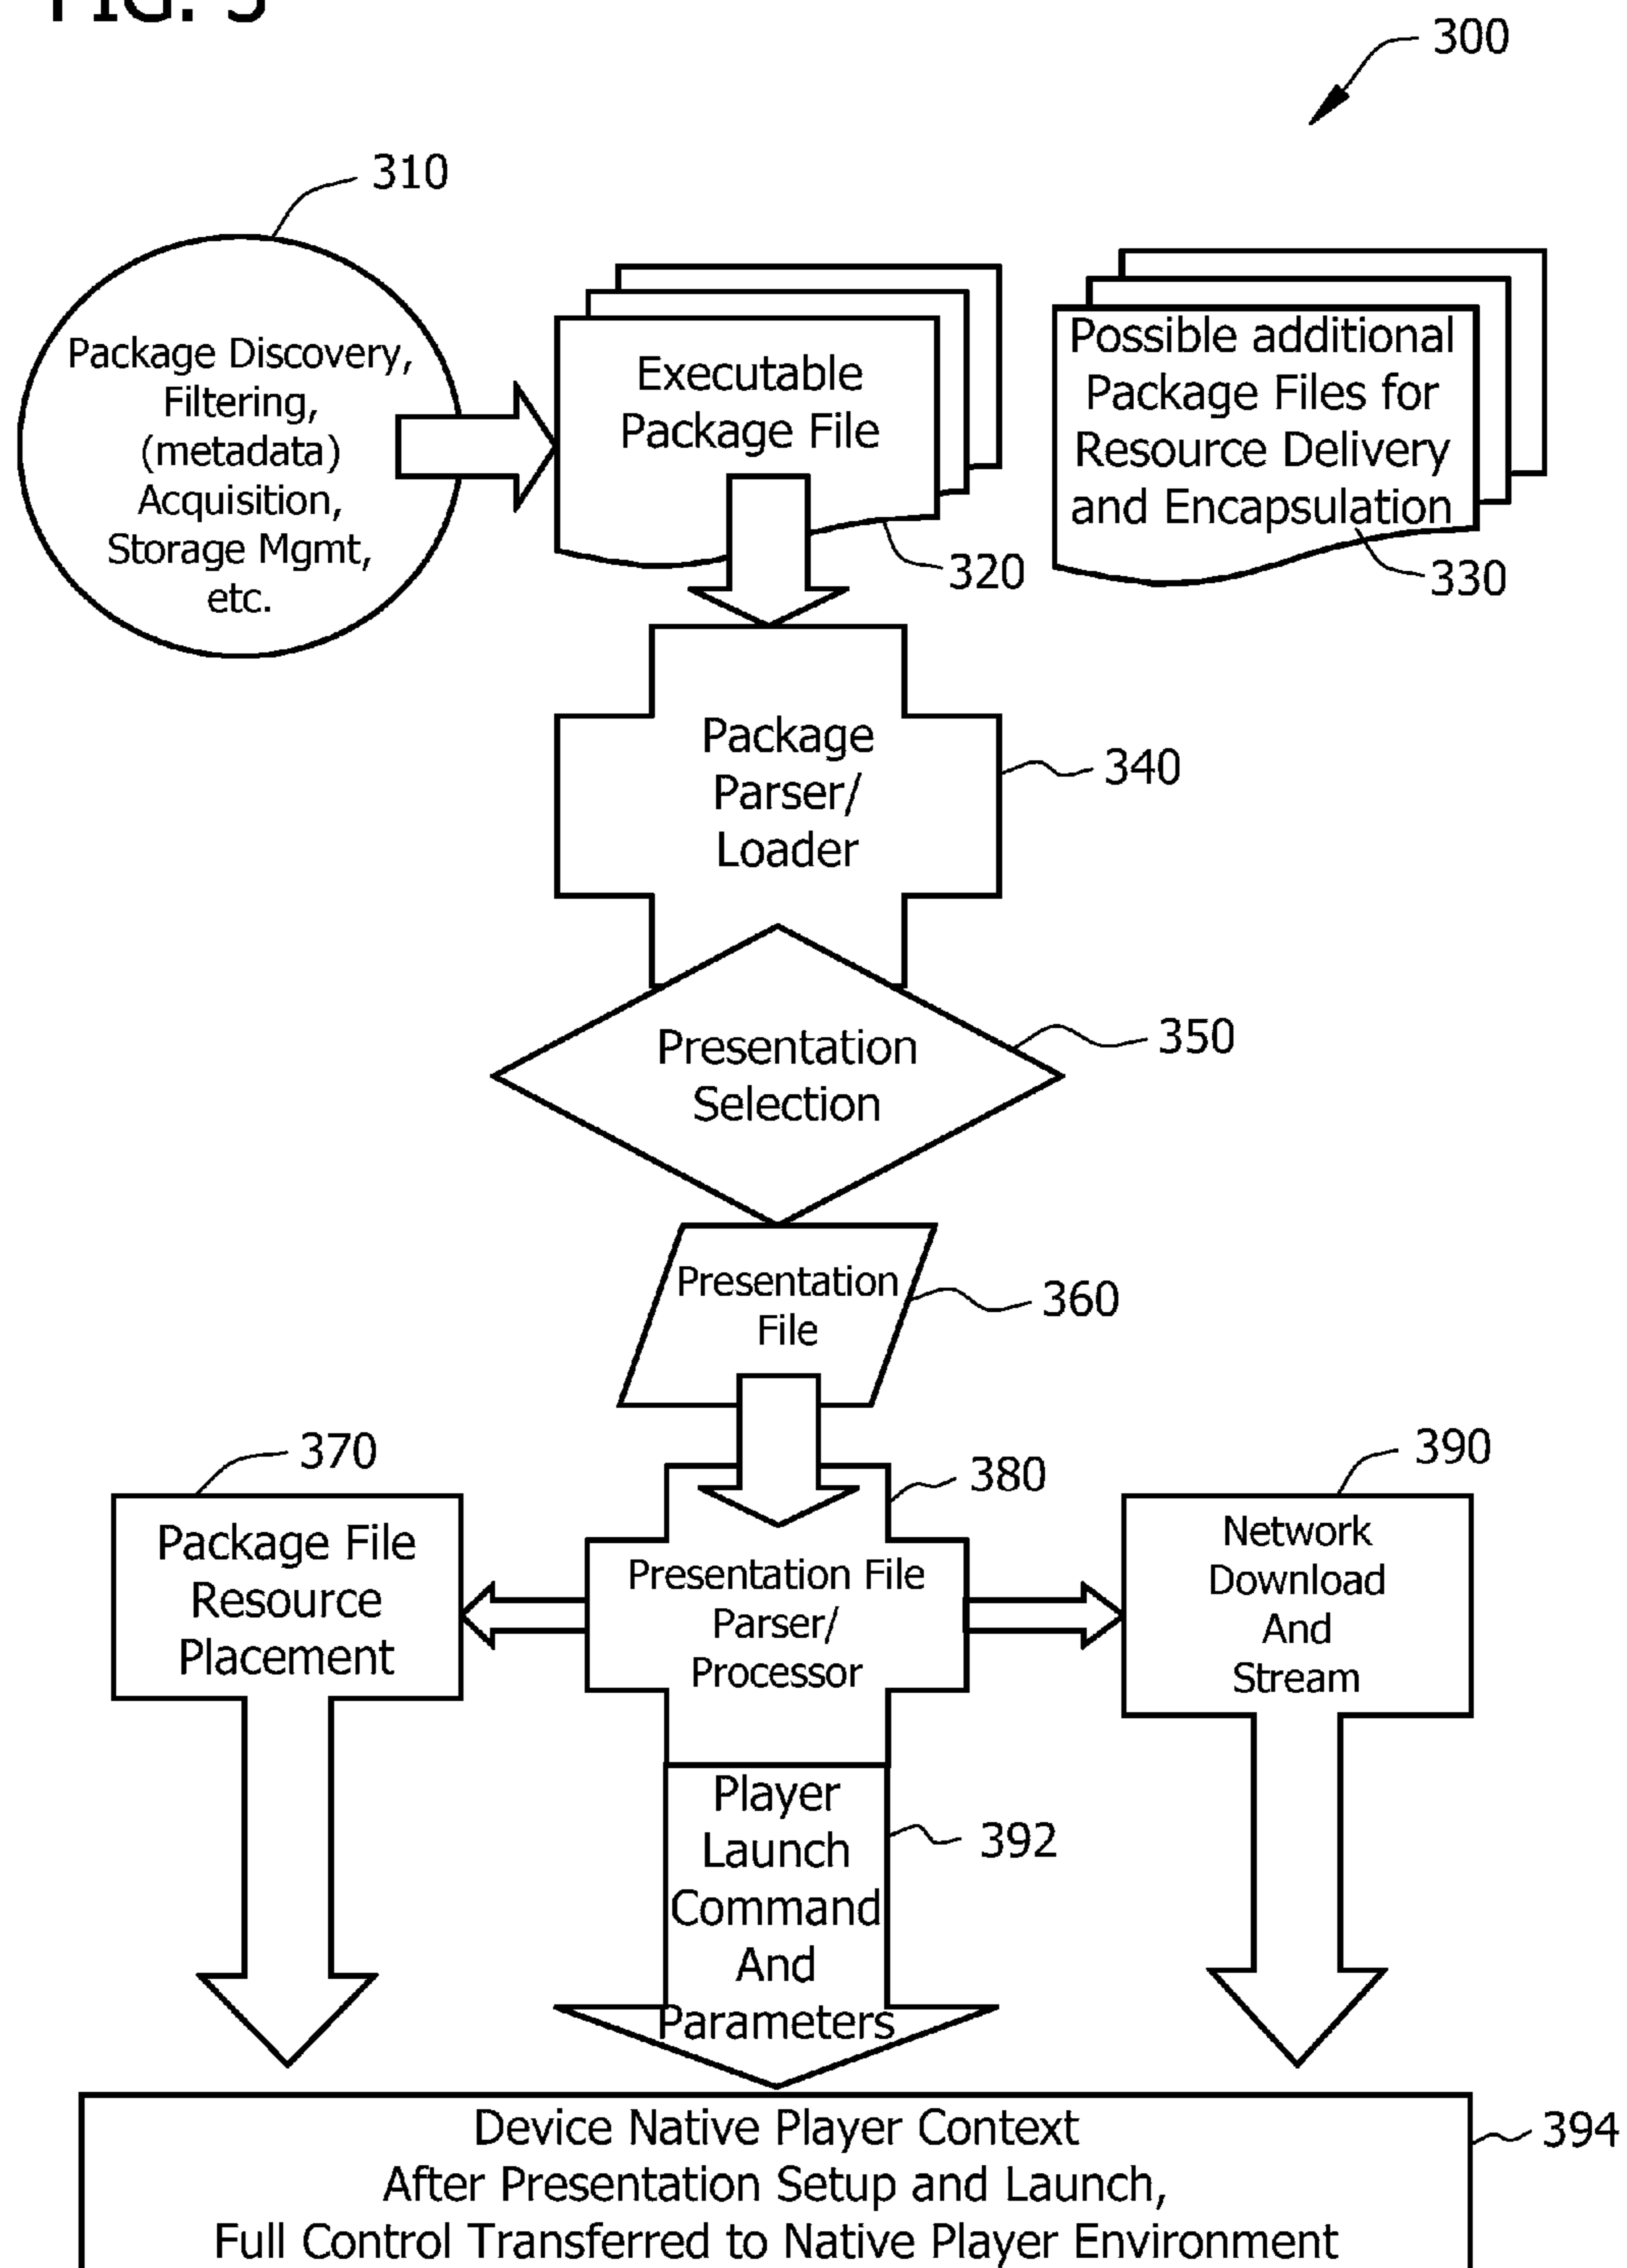 FIG. 3
300
310
Package Discovery,
Filtering,
(metadata)
Acquisition,
Storage Mgmt,
etc.
Executable
Package File
320
Possible additional
Package Files for
Resource Delivery
and Encapsulation
330
Package
Parser/
Loader
340
Presentation
Selection
350
Presentation
File
360
370
Package File
Resource
Placement
380
Presentation File
Parser/
Processor
390
Network
Download
And
Stream
Player
Launch
Command
And
Parameters
392
Device Native Player Context
After Presentation Setup and Launch,
Full Control Transferred to Native Player Environment
394